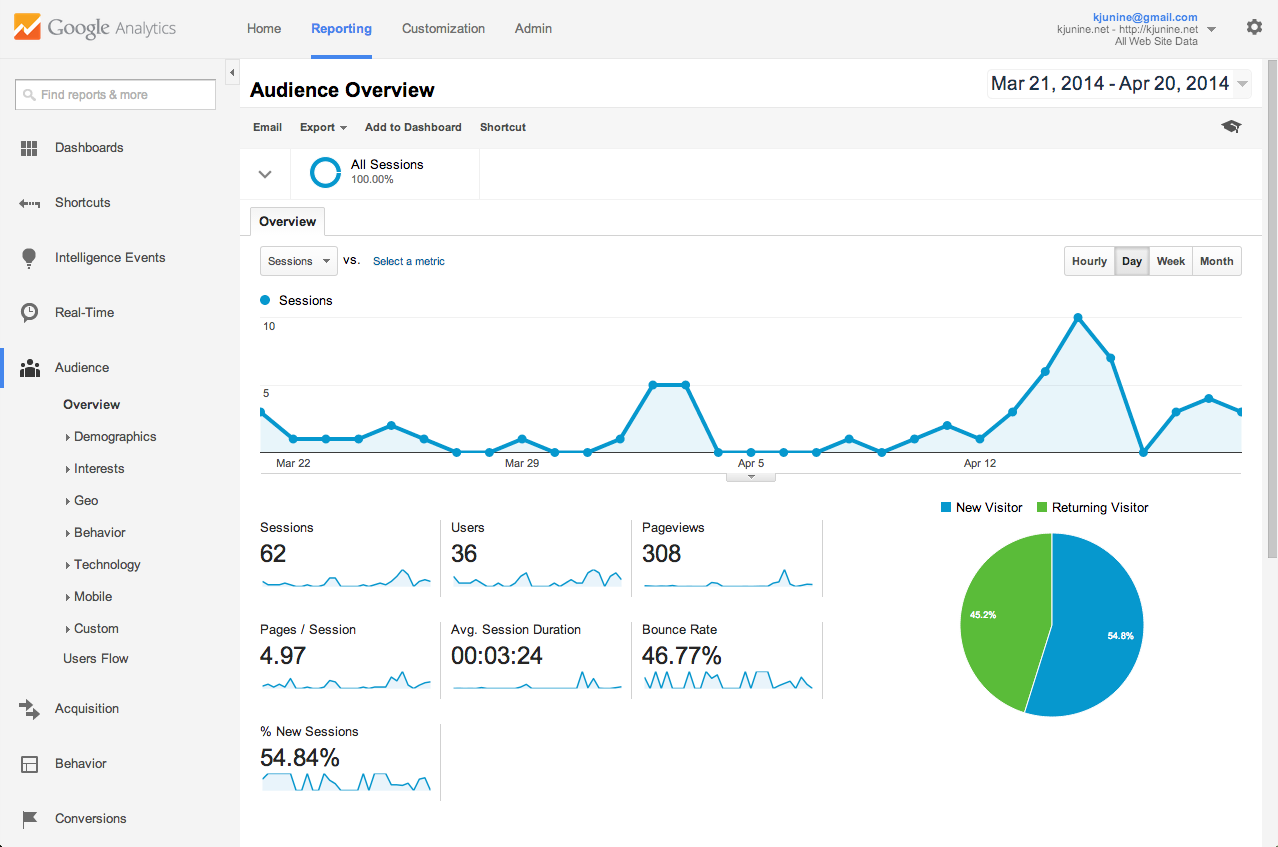 Google Analytics
Home Reporting Customization Admin
kjunine@gmail.com
kjunine.net - http://kjunine.net
All Web Site Data
Find reports & more
Dashboards
Shortcuts
Intelligence Events
Real-Time
Audience
Overview
Demographics
Interests
Geo
Behavior
Technology
Mobile
Custom
Users Flow
Acquisition
Behavior
Conversions
Audience Overview
Mar 21, 2014 - Apr 20, 2014
Email Export Add to Dashboard Shortcut
All Sessions
100.00%
Overview
Sessions vs. Select a metric
Hourly Day Week Month
Sessions
10
5
Mar 22 Mar 29 Apr 5 Apr 12
Sessions
62
Users
36
Pageviews
308
Pages / Session
4.97
Avg. Session Duration
00:03:24
Bounce Rate
46.77%
% New Sessions
54.84%
New Visitor Returning Visitor
45.2%
54.8%